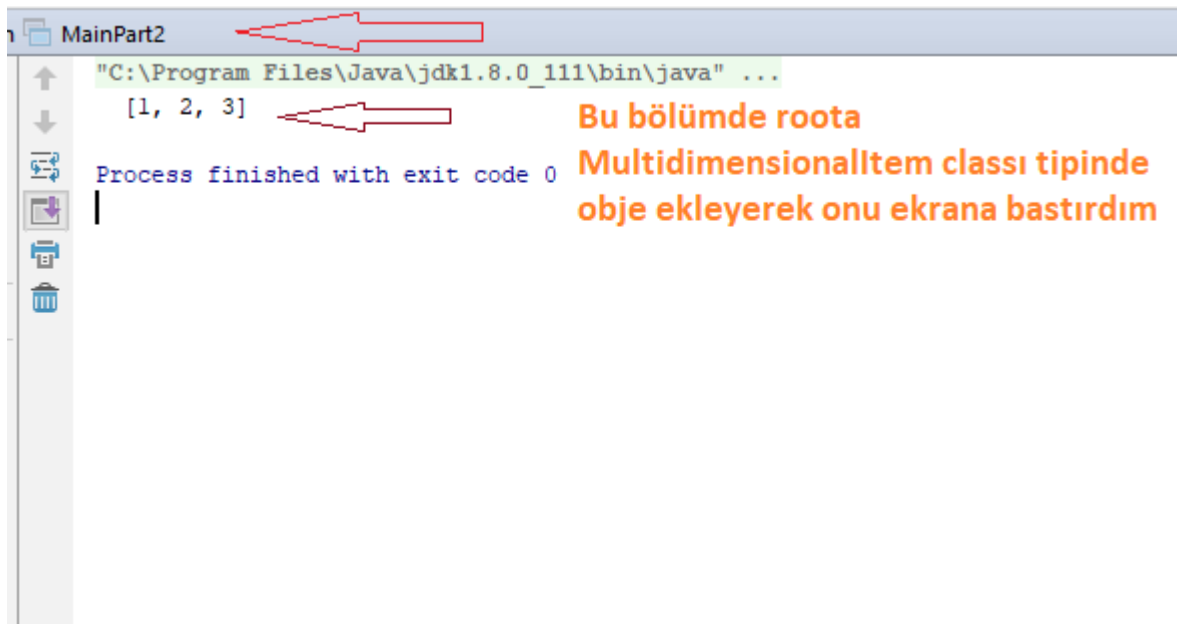 n MainPart2
"C:\Program Files\Java\jdk1.8.0_111\bin\java" ...
[1, 2, 3]
Process finished with exit code 0
Bu bölümde roota
MultidimensionalItem classı tipinde
obje ekleyerek onu ekrana bastırdım